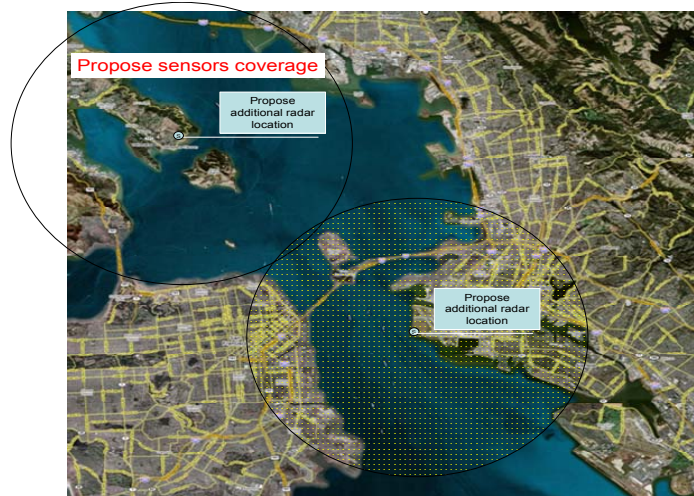 Propose sensors coverage
Propose
additional radar
location
Propose
additional radar
location